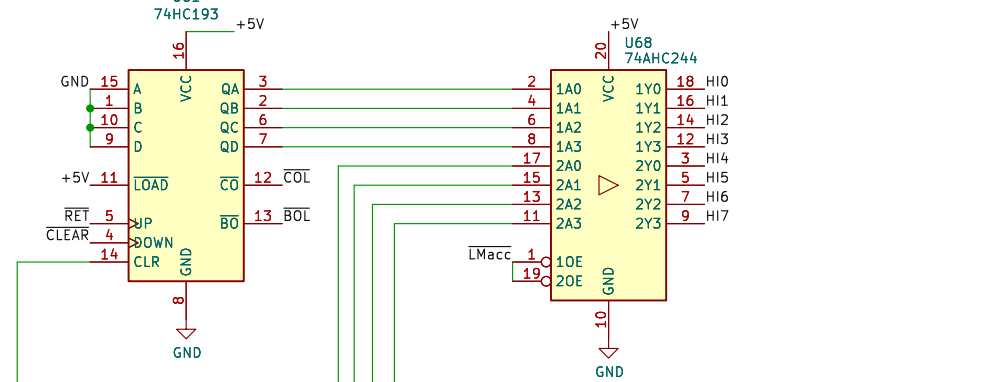 74HC193
+5V
16
VCC
GND 15 A QA 3
1 B QB 2
10 C QC 6
9 D QD 7
+5V 11 LOAD CO 12 COL
RET 5 UP BO 13 BOL
CLEAR 4 DOWN
14 CLR
GND
8
GND
+5V
20
U68
74AHC244
VCC
2 1A0 1Y0 18 HI0
4 1A1 1Y1 16 HI1
6 1A2 1Y2 14 HI2
8 1A3 1Y3 12 HI3
17 2A0 2Y0 3 HI4
15 2A1 2Y1 5 HI5
13 2A2 2Y2 7 HI6
11 2A3 2Y3 9 HI7
LMacc 1 1OE
19 2OE
GND
10
GND